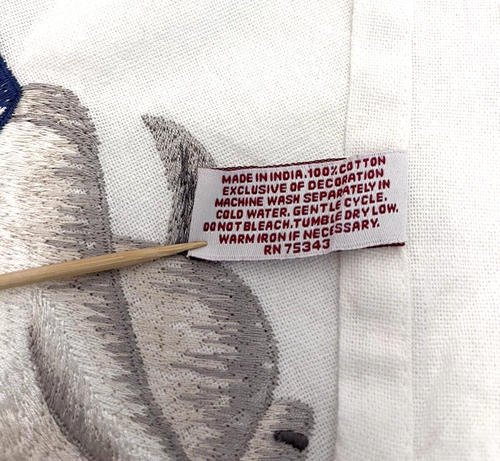 MADE IN INDIA. 100% COTTON
EXCLUSIVE OF DECORATION
MACHINE WASH SEPARATELY IN
COLD WATER. GENTLE CYCLE.
DO NOT BLEACH. TUMBLE DRY LOW.
WARM IRON IF NECESSARY.
RN 75343